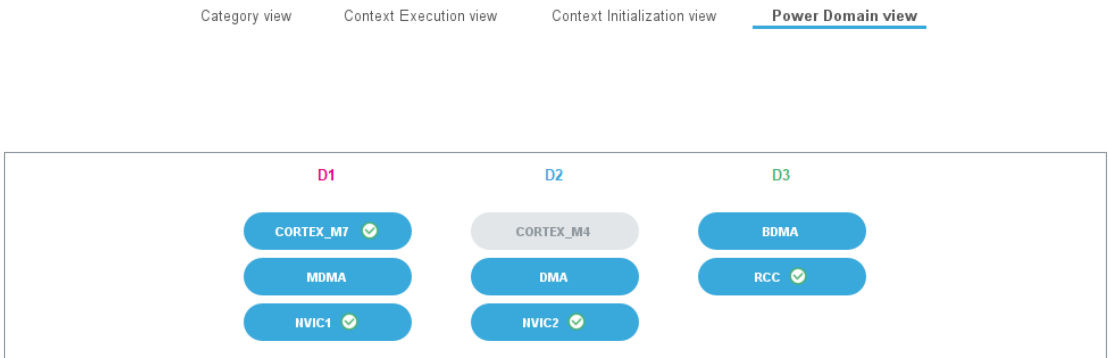 Category view Context Execution view Context Initialization view Power Domain view
D1 D2 D3
CORTEX_M7 CORTEX_M4 BDMA
MDMA DMA RCC
NVIC1 NVIC2